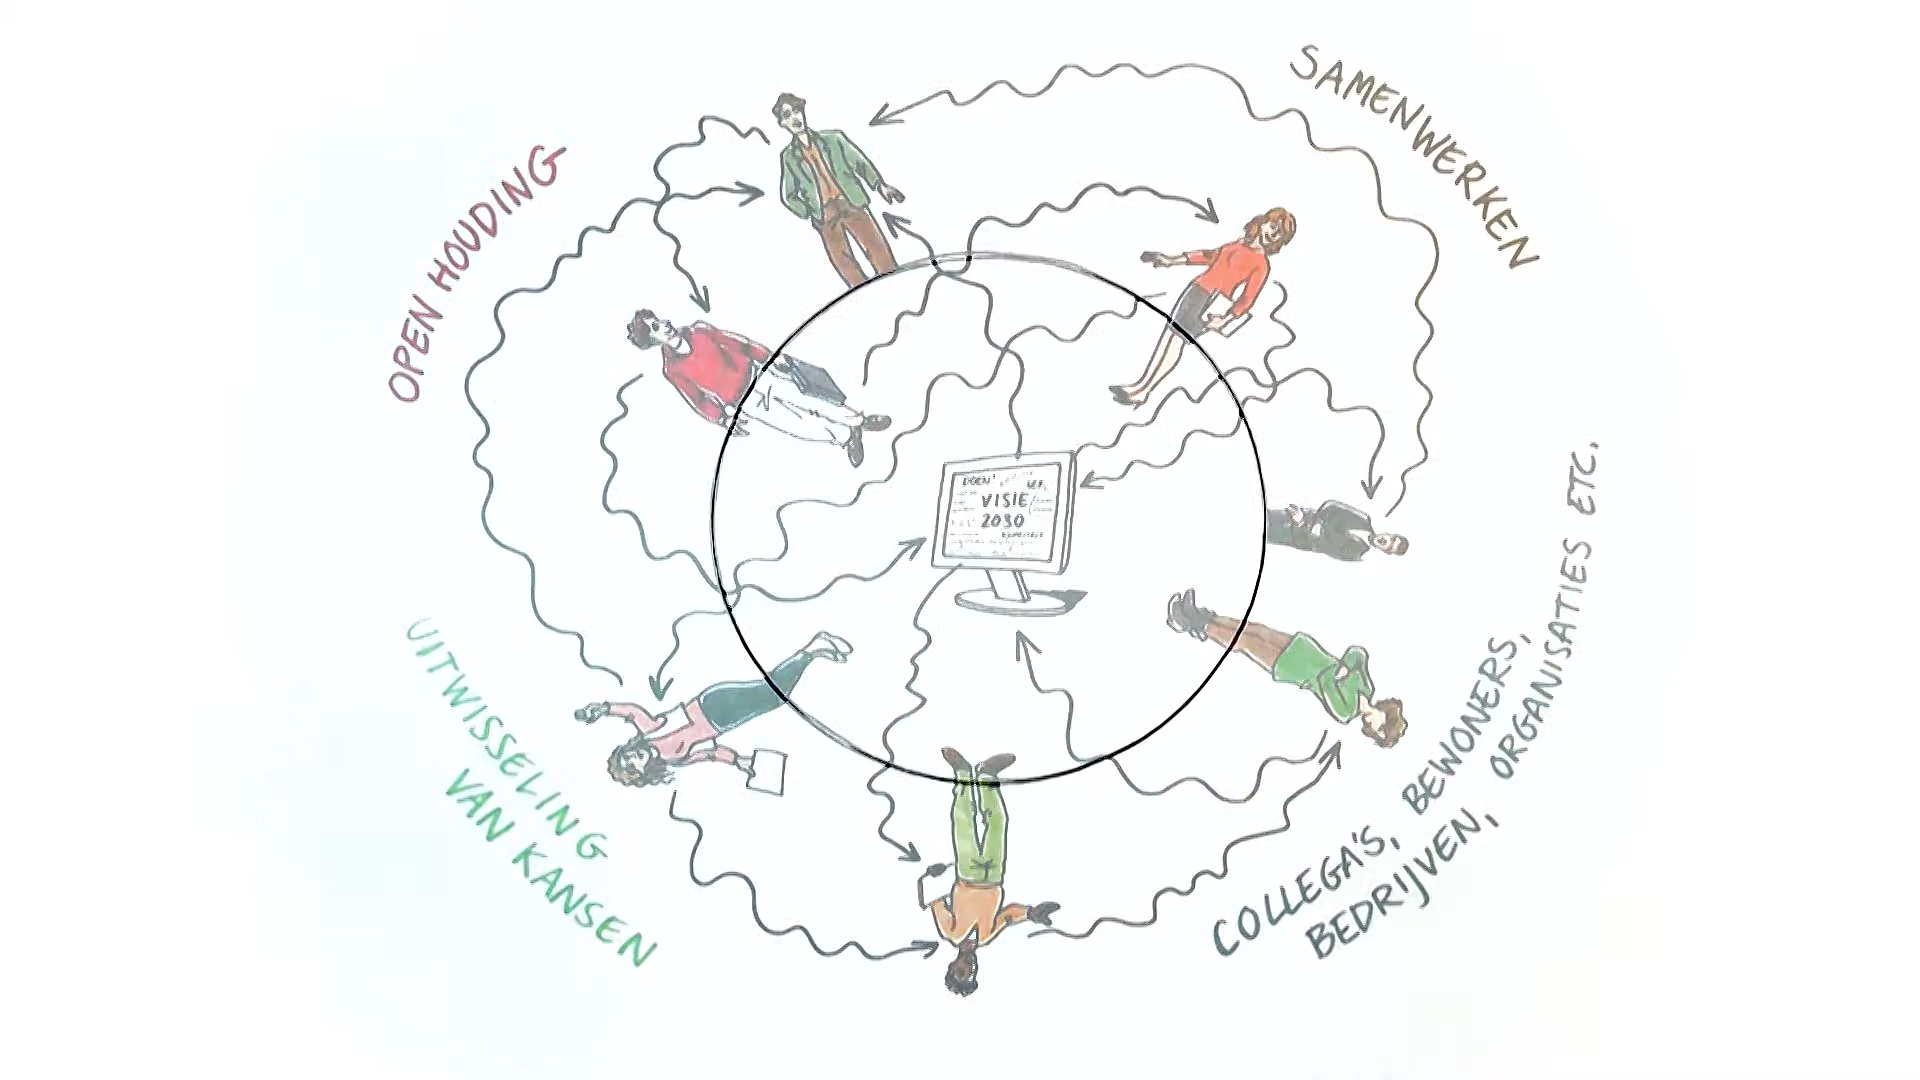 SAMENWERKEN
OPEN HOUDING
VISIE
2030
UITWISSELING
VAN KANSEN
COLLEGA'S, BEWONERS,
BEDRIJVEN, ORGANISATIES ETC.